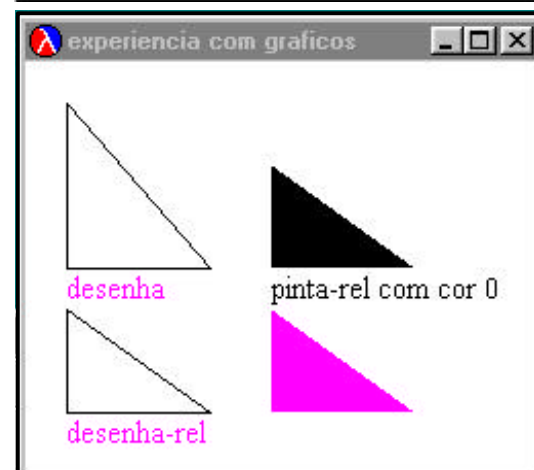 experiencia com graficos
desenha
pinta-rel com cor 0
desenha-rel